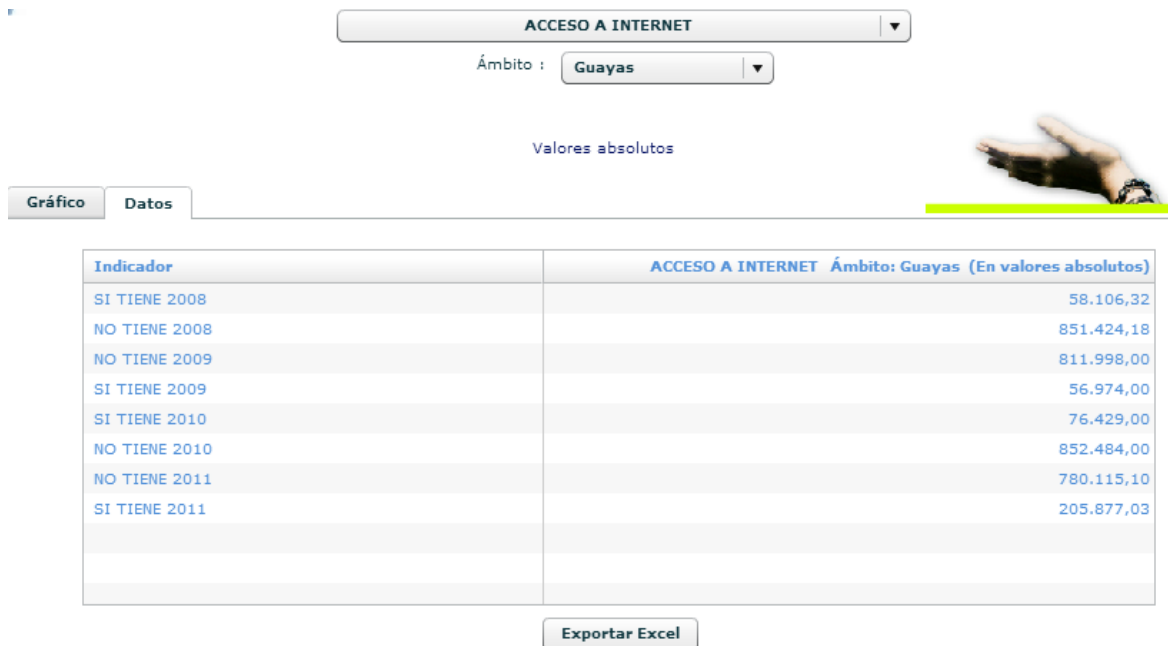 ACCESO A INTERNET
Ámbito : Guayas
Valores absolutos
Gráfico Datos
Indicador ACCESO A INTERNET Ámbito: Guayas (En valores absolutos)
SI TIENE 2008 58.106,32
NO TIENE 2008 851.424,18
NO TIENE 2009 811.998,00
SI TIENE 2009 56.974,00
SI TIENE 2010 76.429,00
NO TIENE 2010 852.484,00
NO TIENE 2011 780.115,10
SI TIENE 2011 205.877,03
Exportar Excel